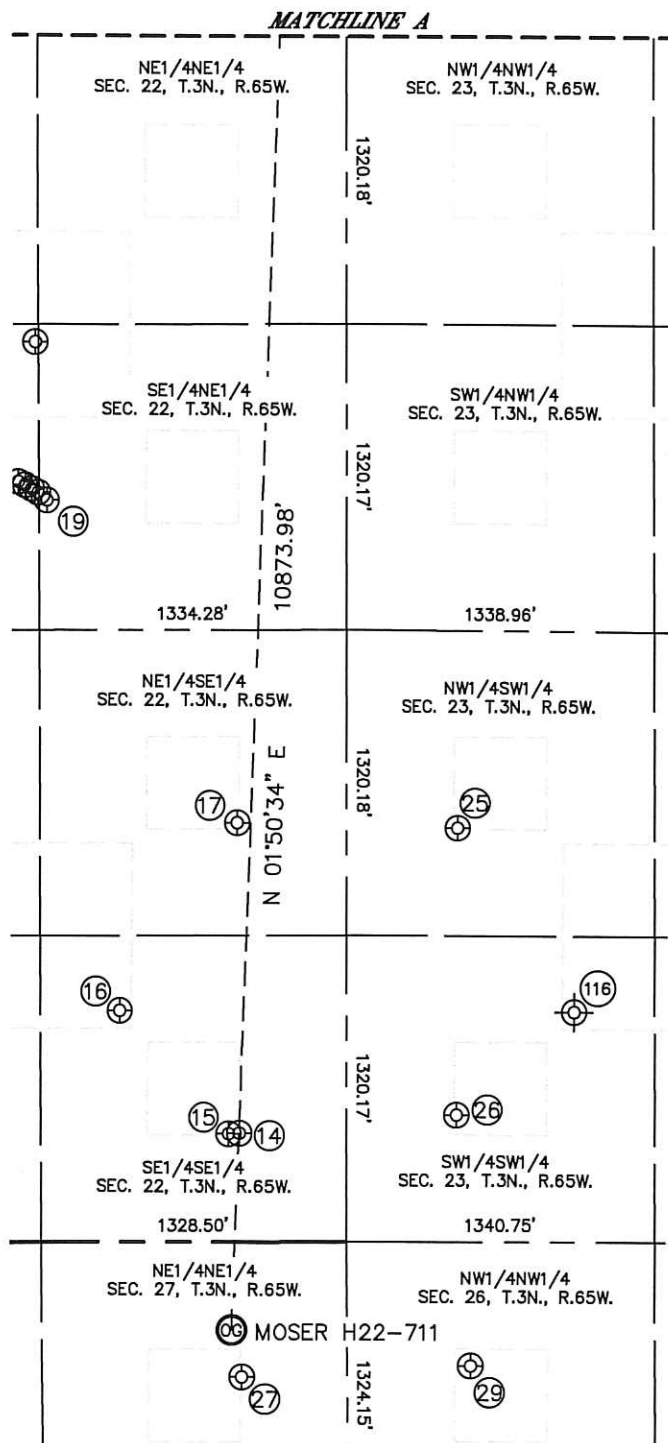 MATCHLINE A
NE1/4NE1/4
SEC. 22, T.3N., R.65W.
NW1/4NW1/4
SEC. 23, T.3N., R.65W.
1320.18'
SE1/4NE1/4
SEC. 22, T.3N., R.65W.
SW1/4NW1/4
SEC. 23, T.3N., R.65W.
1320.17'
19
10873.98'
1334.28'
1338.96'
NE1/4SE1/4
SEC. 22, T.3N., R.65W.
NW1/4SW1/4
SEC. 23, T.3N., R.65W.
1320.18'
17
25
N 01°50'34" E
16
116
1320.17'
15
14
26
SE1/4SE1/4
SEC. 22, T.3N., R.65W.
SW1/4SW1/4
SEC. 23, T.3N., R.65W.
1328.50'
1340.75'
NE1/4NE1/4
SEC. 27, T.3N., R.65W.
NW1/4NW1/4
SEC. 26, T.3N., R.65W.
OG MOSER H22-711
1324.15'
27
29